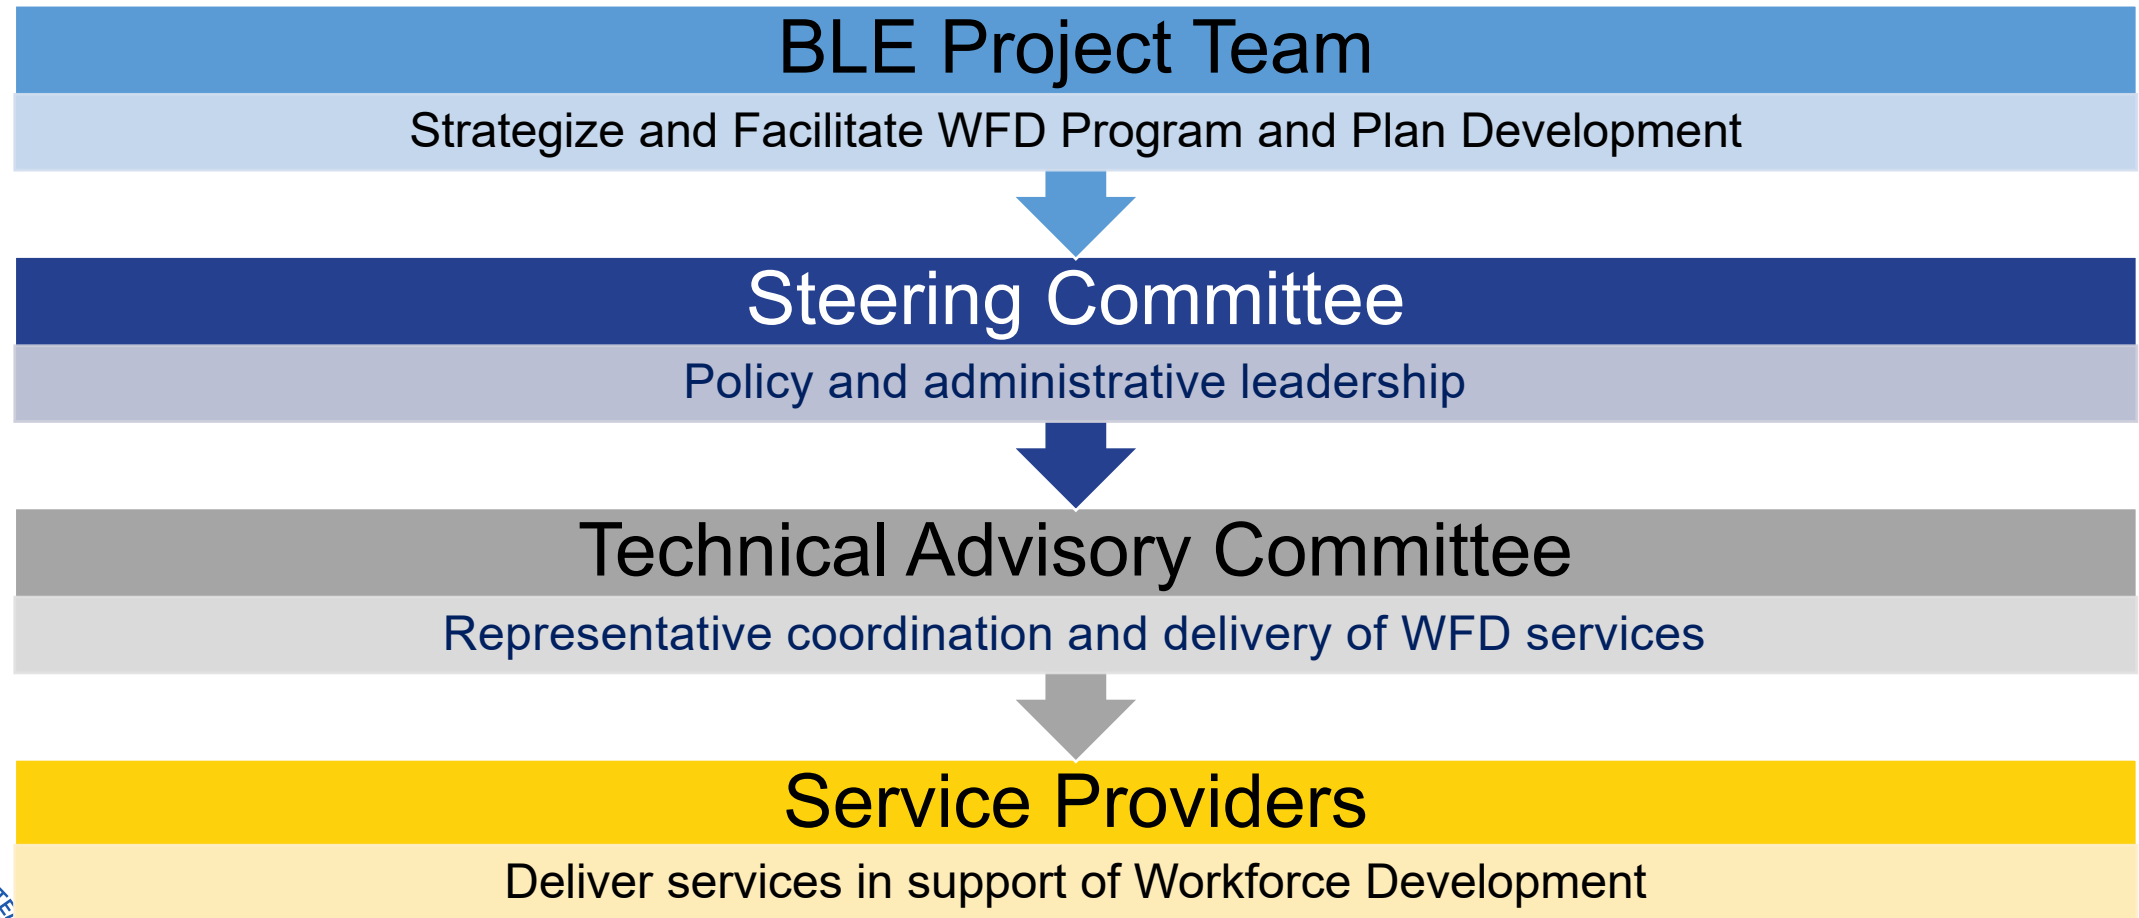 BLE Project Team
Strategize and Facilitate WFD Program and Plan Development
Steering Committee
Policy and administrative leadership
Technical Advisory Committee
Representative coordination and delivery of WFD services
Service Providers
Deliver services in support of Workforce Development